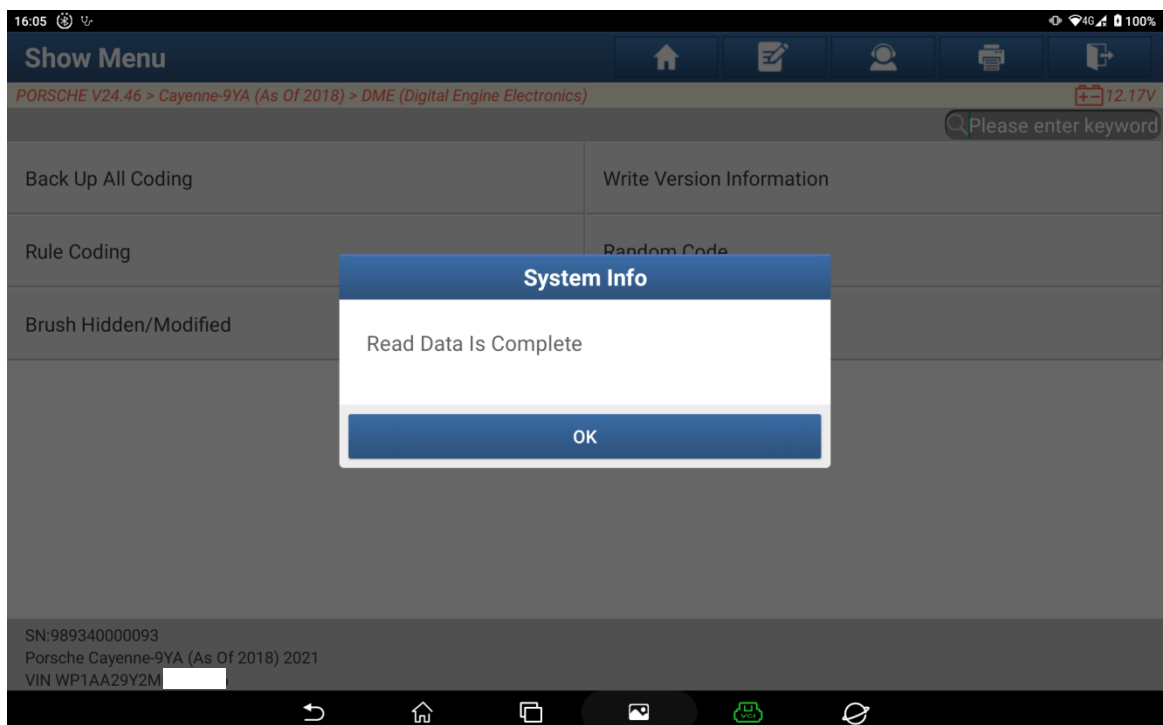 16:05
4G 100%
Show Menu
PORSCHE V24.46 > Cayenne-9YA (As Of 2018) > DME (Digital Engine Electronics)
12.17V
Please enter keyword
Back Up All Coding
Write Version Information
Rule Coding
Random Code
Brush Hidden/Modified
System Info
Read Data Is Complete
OK
SN:989340000093
Porsche Cayenne-9YA (As Of 2018) 2021
VIN WP1AA29Y2M
VCI